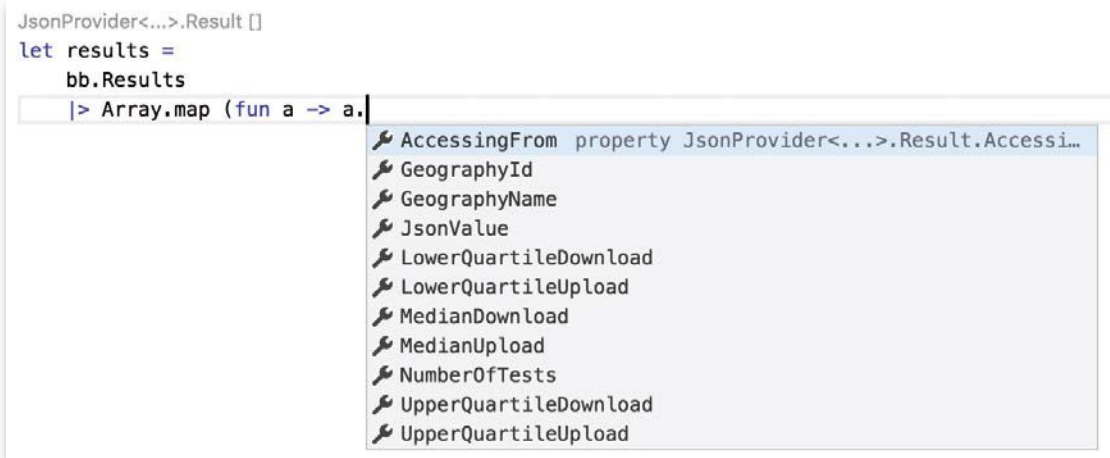 JsonProvider<...>.Result []
let results =
bb.Results
|> Array.map (fun a -> a.
AccessingFrom property JsonProvider<...>.Result.Accessi…
GeographyId
GeographyName
JsonValue
LowerQuartileDownload
LowerQuartileUpload
MedianDownload
MedianUpload
NumberOfTests
UpperQuartileDownload
UpperQuartileUpload